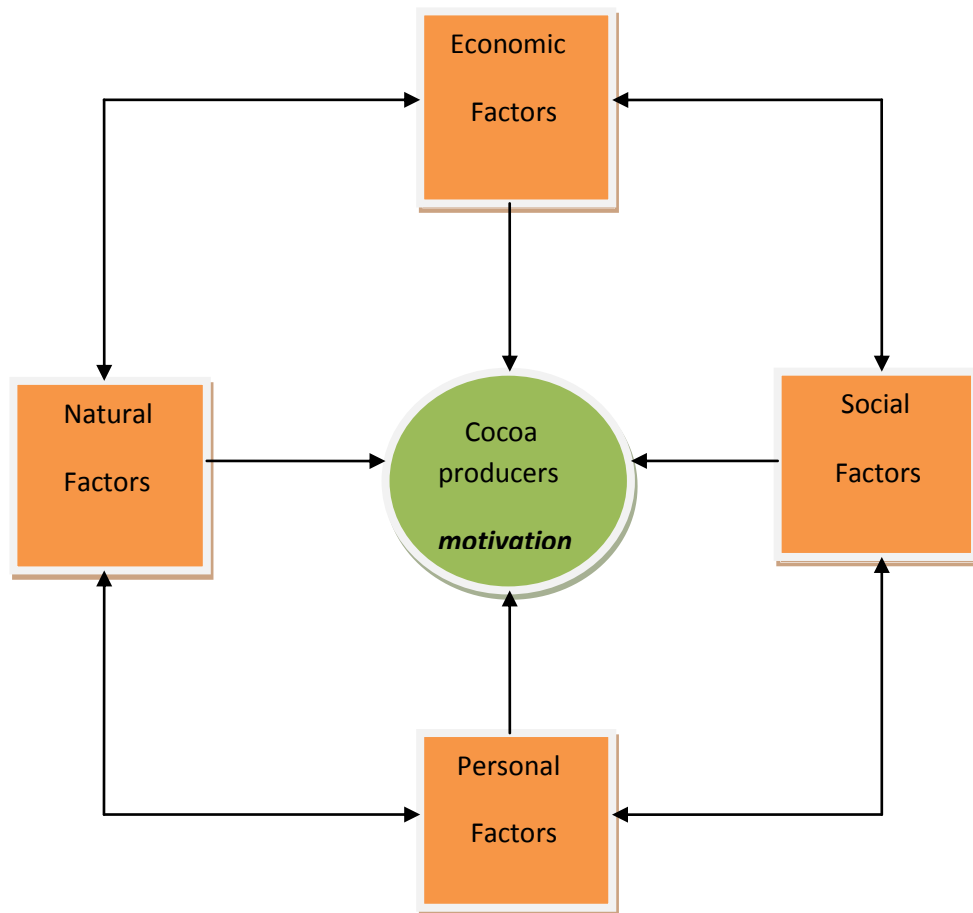 Economic
Factors
Natural
Factors
Cocoa
producers
motivation
Social
Factors
Personal
Factors